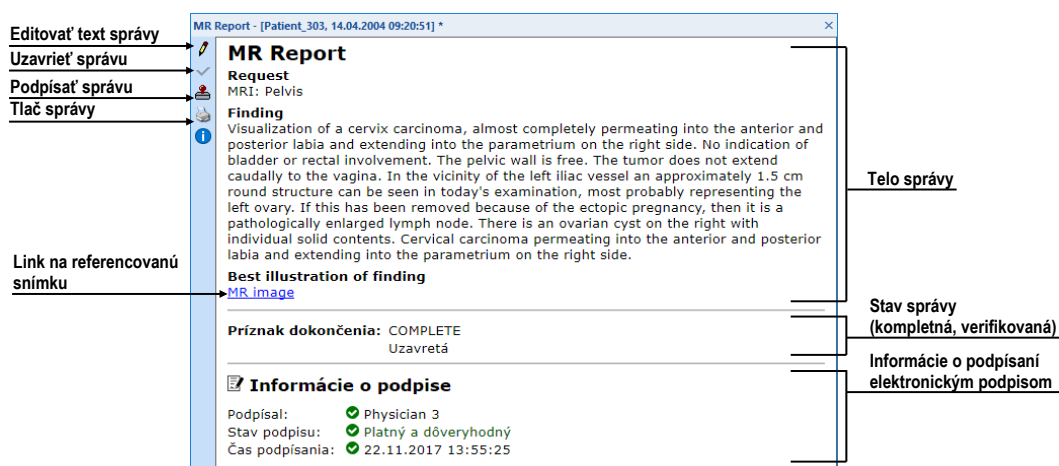 MR Report - [Patient_303, 14.04.2004 09:20:51] *
Editovať text správy
Uzavrieť správu
Podpísať správu
Tlač správy
MR Report
Request
MRI: Pelvis
Finding
Visualization of a cervix carcinoma, almost completely permeating into the anterior and
posterior labia and extending into the parametrium on the right side. No indication of
bladder or rectal involvement. The pelvic wall is free. The tumor does not extend
caudally to the vagina. In the vicinity of the left iliac vessel an approximately 1.5 cm
round structure can be seen in today's examination, most probably representing the
left ovary. If this has been removed because of the ectopic pregnancy, then it is a
pathologically enlarged lymph node. There is an ovarian cyst on the right with
individual solid contents. Cervical carcinoma permeating into the anterior and posterior
labia and extending into the parametrium on the right side.
Telo správy
Best illustration of finding
MR image
Link na referencovanú
snímku
Príznak dokončenia: COMPLETE
Uzavretá
Stav správy
(kompletná, verifikovaná)
Informácie o podpise
Podpísal: Physician 3
Stav podpisu: Platný a dôveryhodný
Čas podpísania: 22.11.2017 13:55:25
Informácie o podpísaní
elektronickým podpisom